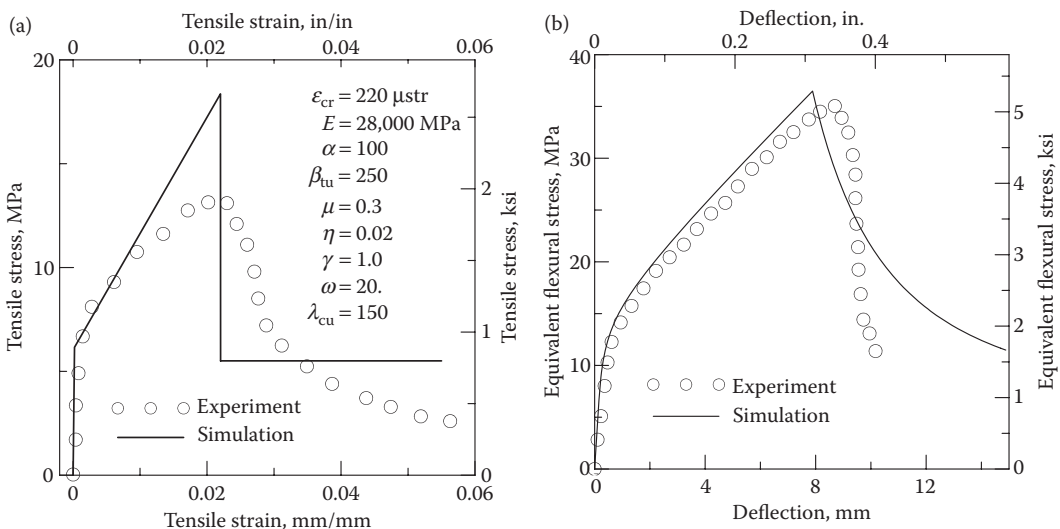 (a)
Tensile strain, in/in
0 0.02 0.04 0.06
20
10
0
Tensile stress, MPa
εcr = 220 µstr
E = 28,000 MPa
α = 100
βtu = 250
µ = 0.3
η = 0.02
γ = 1.0
ω = 20.
λcu = 150
Experiment
Simulation
2
1
0
Tensile stress, ksi
0 0.02 0.04 0.06
Tensile strain, mm/mm
(b)
Deflection, in.
0 0.2 0.4
40
30
20
10
0
Equivalent flexural stress, MPa
Experiment
Simulation
5
4
3
2
1
0
Equivalent flexural stress, ksi
0 4 8 12
Deflection, mm